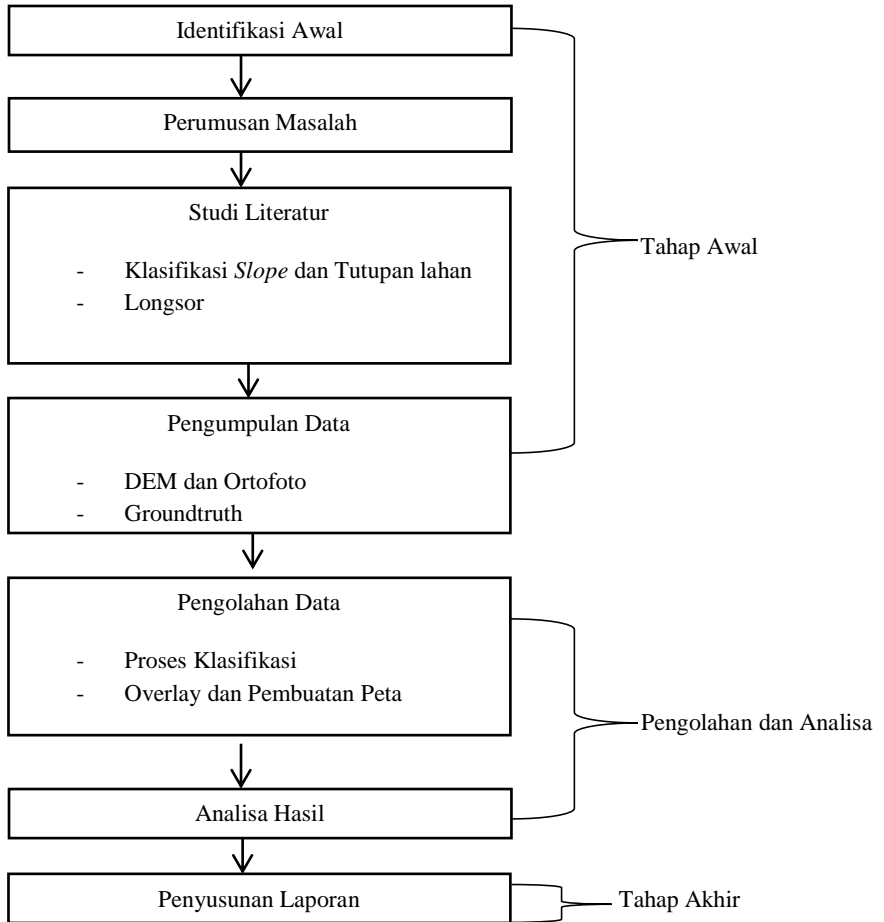 Identifikasi Awal
Perumusan Masalah
Studi Literatur
- Klasifikasi Slope dan Tutupan lahan
- Longsor
Tahap Awal
Pengumpulan Data
- DEM dan Ortofoto
- Groundtruth
Pengolahan Data
- Proses Klasifikasi
- Overlay dan Pembuatan Peta
Pengolahan dan Analisa
Analisa Hasil
Penyusunan Laporan
Tahap Akhir